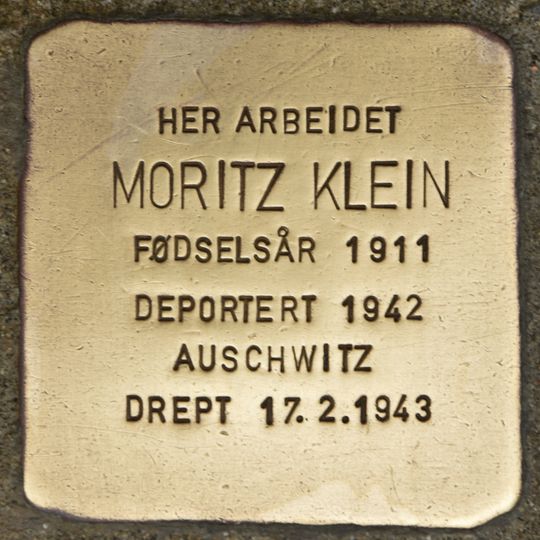 HER ARBEIDET
MORITZ KLEIN
FØDSELSÅR 1911
DEPORTERT 1942
AUSCHWITZ
DREPT 17.2.1943